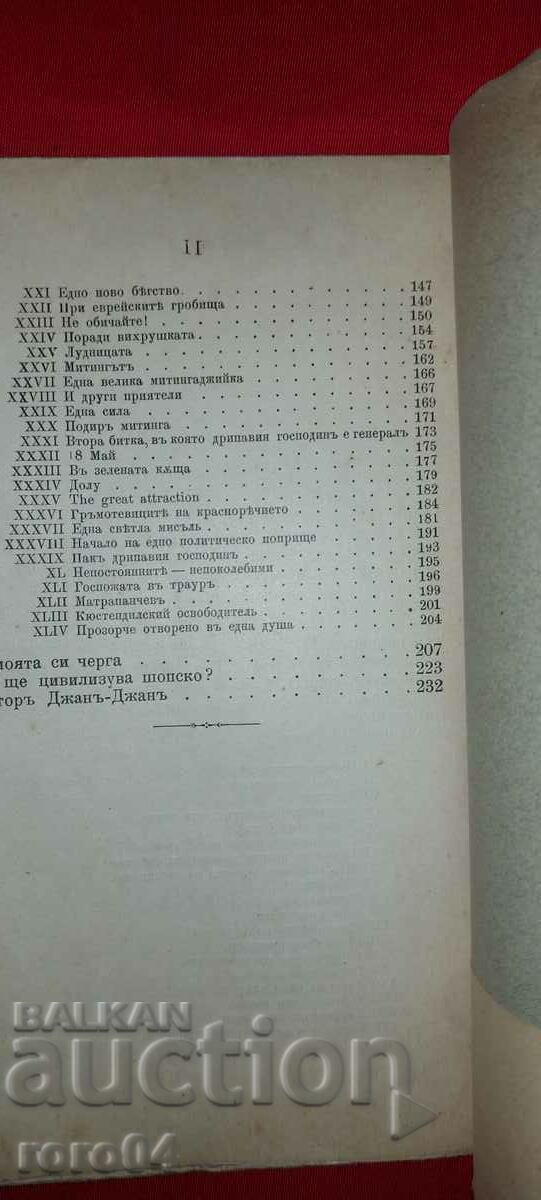 II
XXI Едно ново бѣгство. . . . . . . . . . . . 147
XXII При еврейскитѣ гробища . . . . . . . . . 149
XXIII Не обичайте! . . . . . . . . . . . . . 150
XXIV Поради вихрушката. . . . . . . . . . . 154
XXV Лудницата . . . . . . . . . . . . . . 157
XXVI Митингътъ . . . . . . . . . . . . . . 162
XXVII Една велика митингаджийка . . . . . . . . 166
XXVIII И други приятели . . . . . . . . . . . 167
XXIX Една сила . . . . . . . . . . . . . . 169
XXX Подиръ митинга . . . . . . . . . . . . 171
XXXI Втора битка, въ която дрипавия господинъ е генералъ 173
XXXII 18 Май . . . . . . . . . . . . . . . 175
XXXIII Въ зелената кѫща . . . . . . . . . . . 177
XXXIV Долу . . . . . . . . . . . . . . . . 179
XXXV The great attraction . . . . . . . . . . 182
XXXVI Гръмотевицитѣ на краснорѣчието . . . . . . 184
XXXVII Една свѣтла мисъль . . . . . . . . . . . 181
XXXVIII Начало на едно политическо поприще . . . . . 191
XXXIX Пакъ дрипавия господинъ . . . . . . . . . 193
XL Непостояннитѣ — непоколебими . . . . . . . 195
XLI Госпожата въ трауръ . . . . . . . . . . 196
XLII Матрапанчевъ . . . . . . . . . . . . . 199
XLIII Кюстендилский освободитель . . . . . . . . 201
XLIV Прозорче отворено въ една душа . . . . . . 204
моята си черга . . . . . . . . . . . . . 207
ще цивилизува шопско? . . . . . . . . . . 223
торъ Джанъ-Джанъ . . . . . . . . . . . . 232
BALKAN
auction
roro04